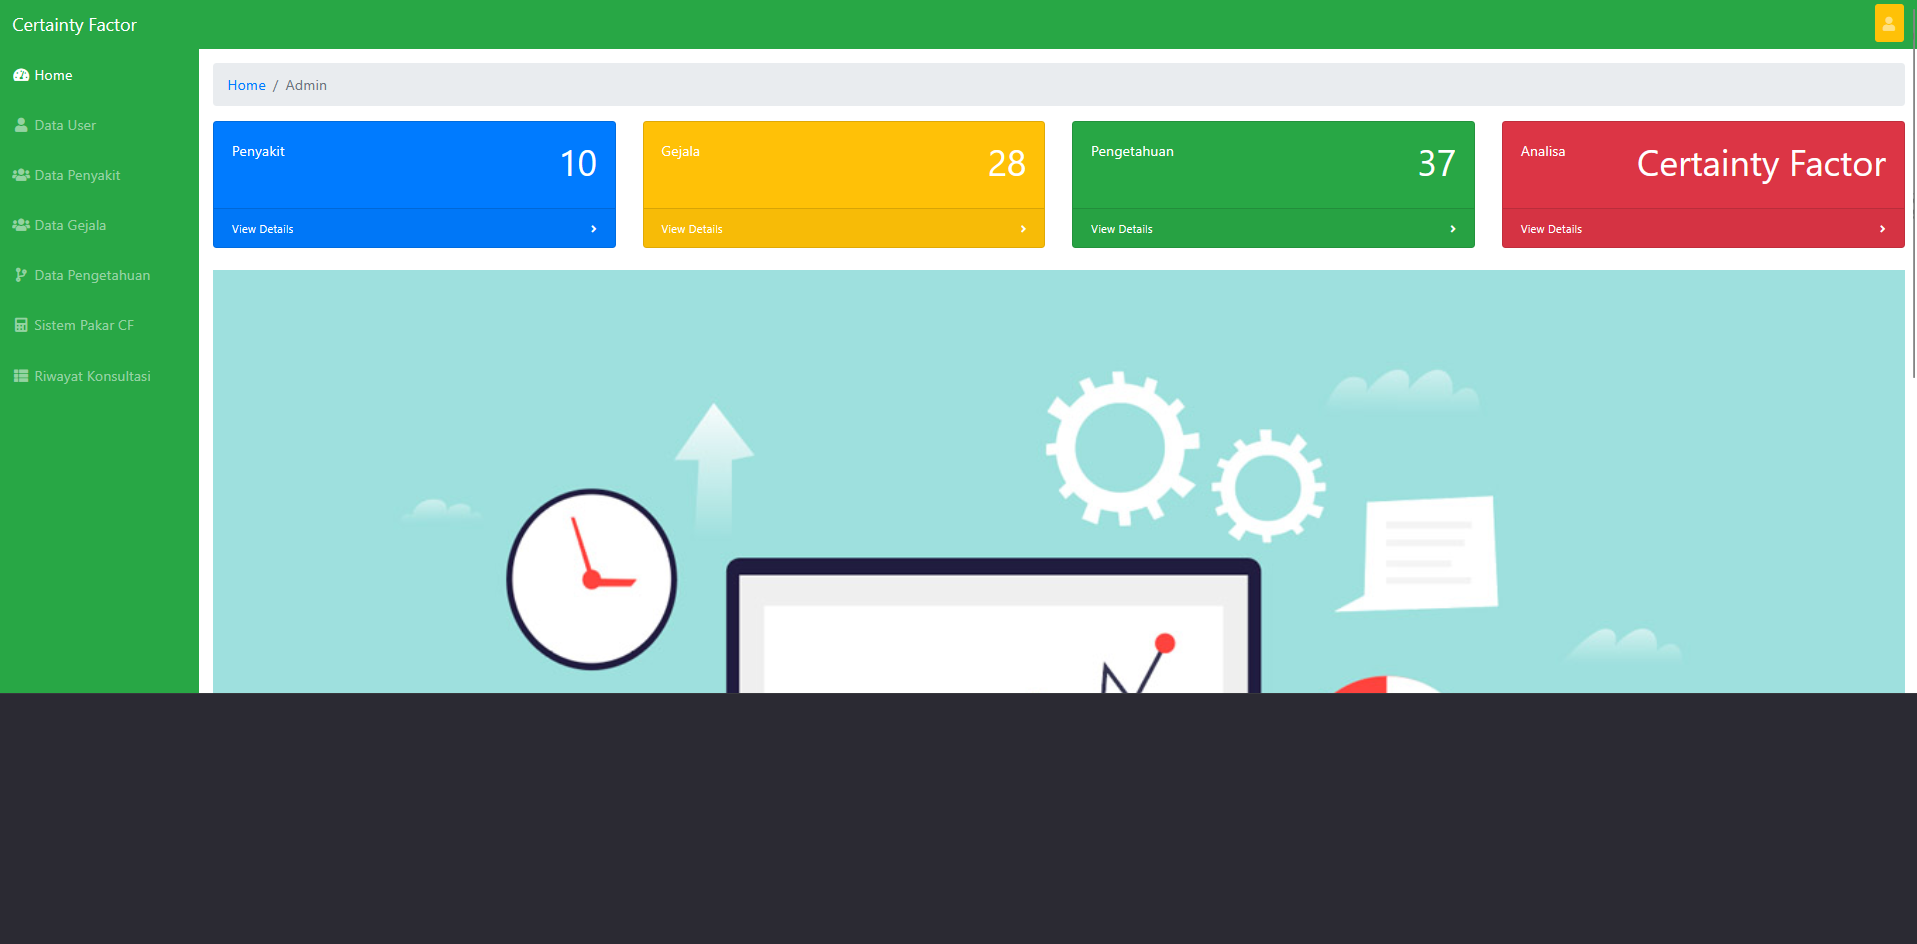 Certainty Factor
Home
Data User
Data Penyakit
Data Gejala
Data Pengetahuan
Sistem Pakar CF
Riwayat Konsultasi
Home / Admin
Penyakit
10
View Details
Gejala
28
View Details
Pengetahuan
37
View Details
Analisa
Certainty Factor
View Details